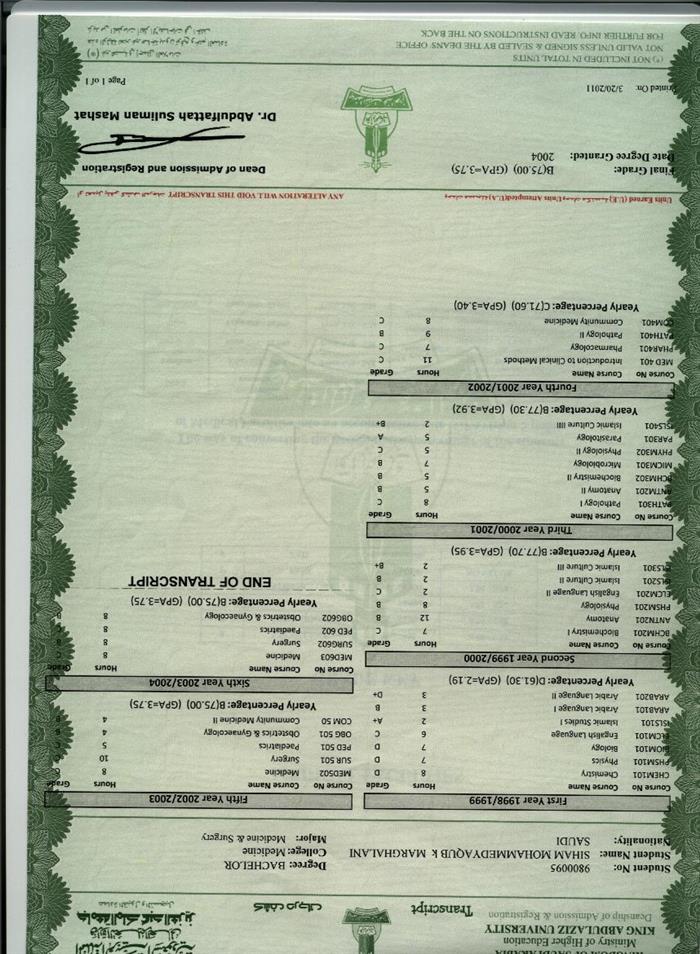 Ministry of Higher Education
KING ABDULAZIZ UNIVERSITY
Deanship of Admission & Registration
Transcript
كشف درجات
Student No: 9800095
Student Name: SIHAM MOHAMMEDYAQUB k MARGHALANI
Nationality: SAUDI
Degree: BACHELOR
College: Medicine
Major: Medicine & Surgery
First Year 1998/1999
Course No Course Name Hours Grade
CHEM101 Chemistry 8 D
PHSM101 Physics 7 D
BIOM101 Biology 7 D
ELCM101 Engalish Language 6 C
ISLS101 Islamic Studies I 2 A+
ARAB101 Arabic Language I 3 B
ARAB201 Arabic Language II 3 D+
Yearly Percentage: D(61.30) (GPA=2.19)
Second Year 1999/2000
Course No Course Name Hours Grade
BCHM201 Biochemistry I 7 C
ANTN201 Anatomy 12 B
PHSM201 Physiology 8 B
ELCM201 Engalish Language II 2 C
ISLS201 Islamic Culture II 2 B
ISLS301 Islamic Culture III 2 B+
Yearly Percentage: B(77.70) (GPA=3.95)
Third Year 2000/2001
Course No Course Name Hours Grade
PATH301 Pathology I 8 C
ANTM201 Anatomy II 5 B
BCHM302 Biochemistry II 5 B
MICM301 Microbiology 7 B
PHYM302 Physiology II 5 C
PAR301 Parasitology 5 A
ISLS401 Islamic Culture IIII 2 B+
Yearly Percentage: B(77.30) (GPA=3.92)
Fourth Year 2001/2002
Course No Course Name Hours Grade
MED 401 Introduction to Clinical Methods 11 C
PHAR401 Pharmacology 7 C
PATH401 Pathology II 9 B
COM401 Community Medicine 8 C
Yearly Percentage: C(71.60) (GPA=3.40)
Fifth Year 2002/2003
Course No Course Name Hours Grade
MED502 Medicine 8 C
SUR 501 Surgery 10
PED 501 Paediatrics 5
OBG 501 Obstetrics & Gynaecology 4
COM 50 Community Medicine II 4
Yearly Percentage: B(75.00) (GPA=3.75)
Sixth Year 2003/2004
Course No Course Name Hours Grade
MED603 Medicine 8
SURG602 Surgery 8
PED 602 Paediatrics 8
OBG602 Obstetrics & Gynaecology 8
Yearly Percentage: B(75.00) (GPA=3.75)
END OF TRANSCRIPT
Units Earned (U.E) Units Attempted(U.A)
ANY ALTERATION WILL VOID THIS TRANSCRIPT
Final Grade: B(75.00) (GPA=3.75)
Date Degree Granted: 2004
Dean of Admission and Registration
Dr. Abdulfattah Suliman Mashat
Printed On: 3/20/2011
Page 1 of 1
(*) NOT INCLUDED IN TOTAL UNITS
NOT VALID UNLESS SIGNED & SEALED BY THE DEANS' OFFICE
FOR FURTHER INFO. READ INSTRUCTIONS ON THE BACK